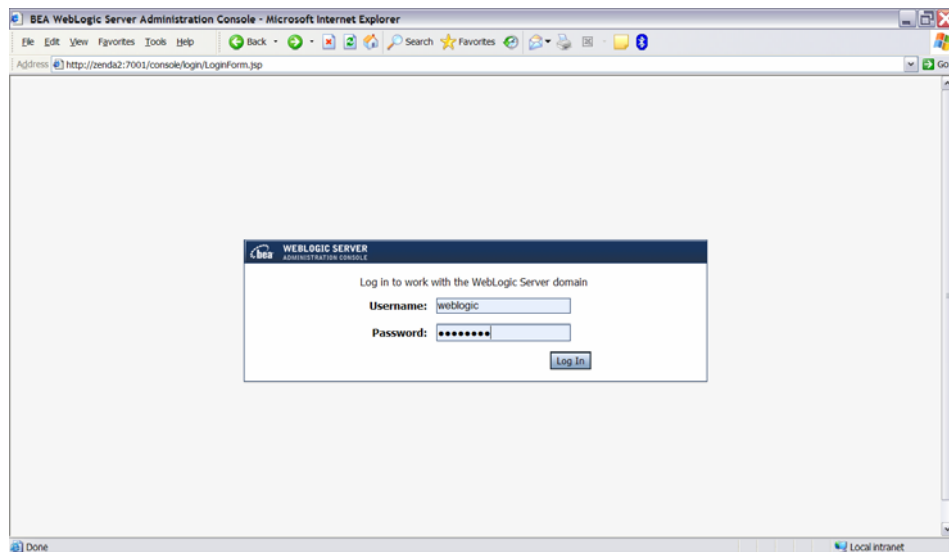 BEA WebLogic Server Administration Console - Microsoft Internet Explorer
File Edit View Favorites Tools Help Back Search Favorites
Address http://zenda2:7001/console/login/LoginForm.jsp Go
bea WEBLOGIC SERVER
ADMINISTRATION CONSOLE
Log in to work with the WebLogic Server domain
Username: weblogic
Password: ••••••••
Log In
Done Local intranet